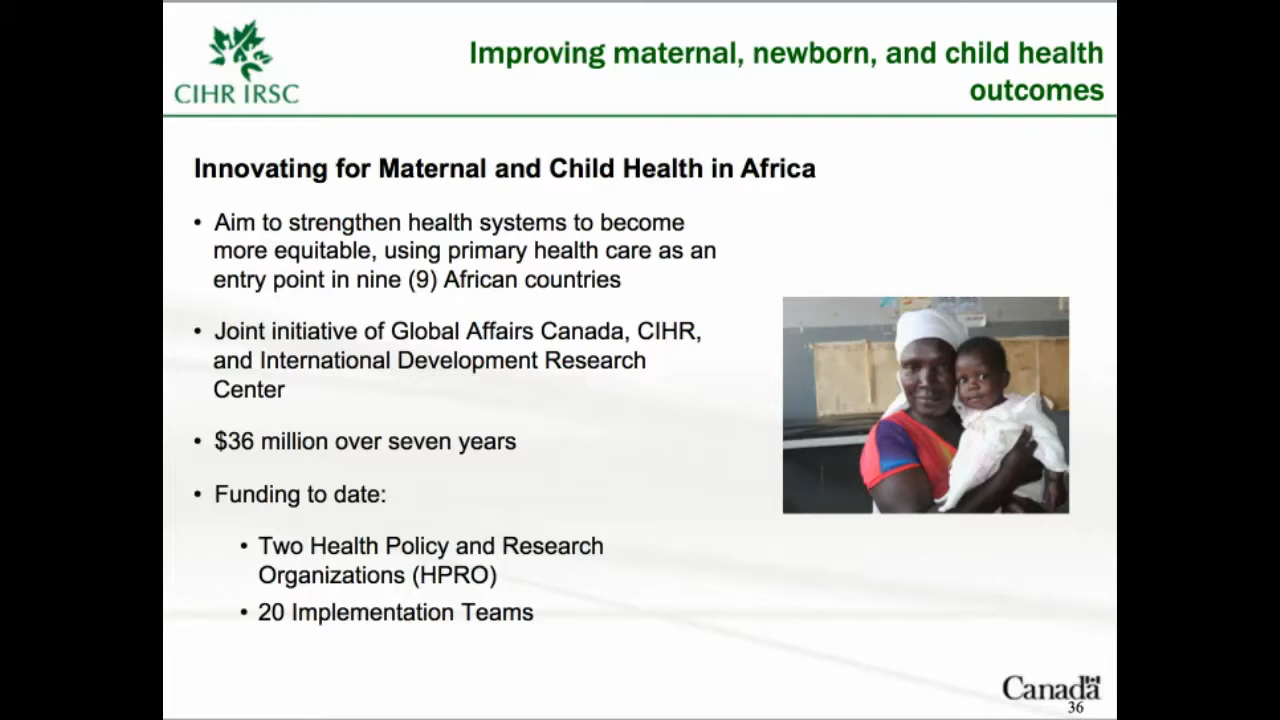 CIHR IRSC
Improving maternal, newborn, and child health
outcomes
Innovating for Maternal and Child Health in Africa
• Aim to strengthen health systems to become
more equitable, using primary health care as an
entry point in nine (9) African countries
• Joint initiative of Global Affairs Canada, CIHR,
and International Development Research
Center
• $36 million over seven years
• Funding to date:
• Two Health Policy and Research
Organizations (HPRO)
• 20 Implementation Teams
Canada
36